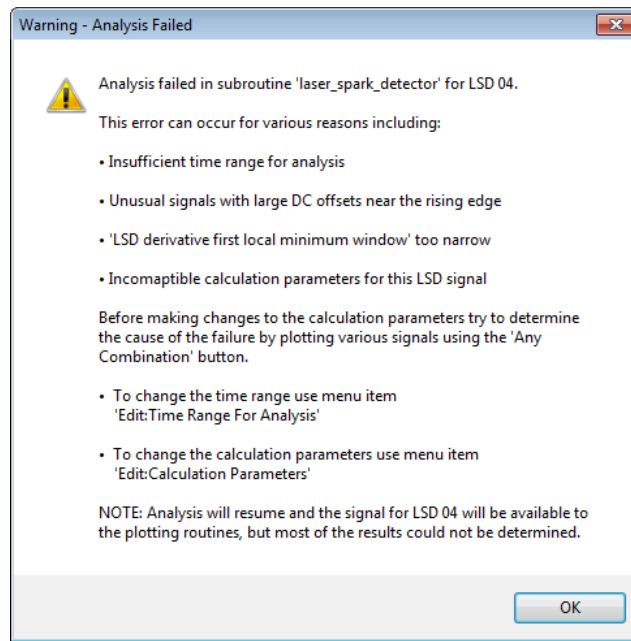 Warning - Analysis Failed
Analysis failed in subroutine 'laser_spark_detector' for LSD 04.
This error can occur for various reasons including:
• Insufficient time range for analysis
• Unusual signals with large DC offsets near the rising edge
• 'LSD derivative first local minimum window' too narrow
• Incomaptible calculation parameters for this LSD signal
Before making changes to the calculation parameters try to determine
the cause of the failure by plotting various signals using the 'Any
Combination' button.
• To change the time range use menu item
'Edit:Time Range For Analysis'
• To change the calculation parameters use menu item
'Edit:Calculation Parameters'
NOTE: Analysis will resume and the signal for LSD 04 will be available to
the plotting routines, but most of the results could not be determined.
OK